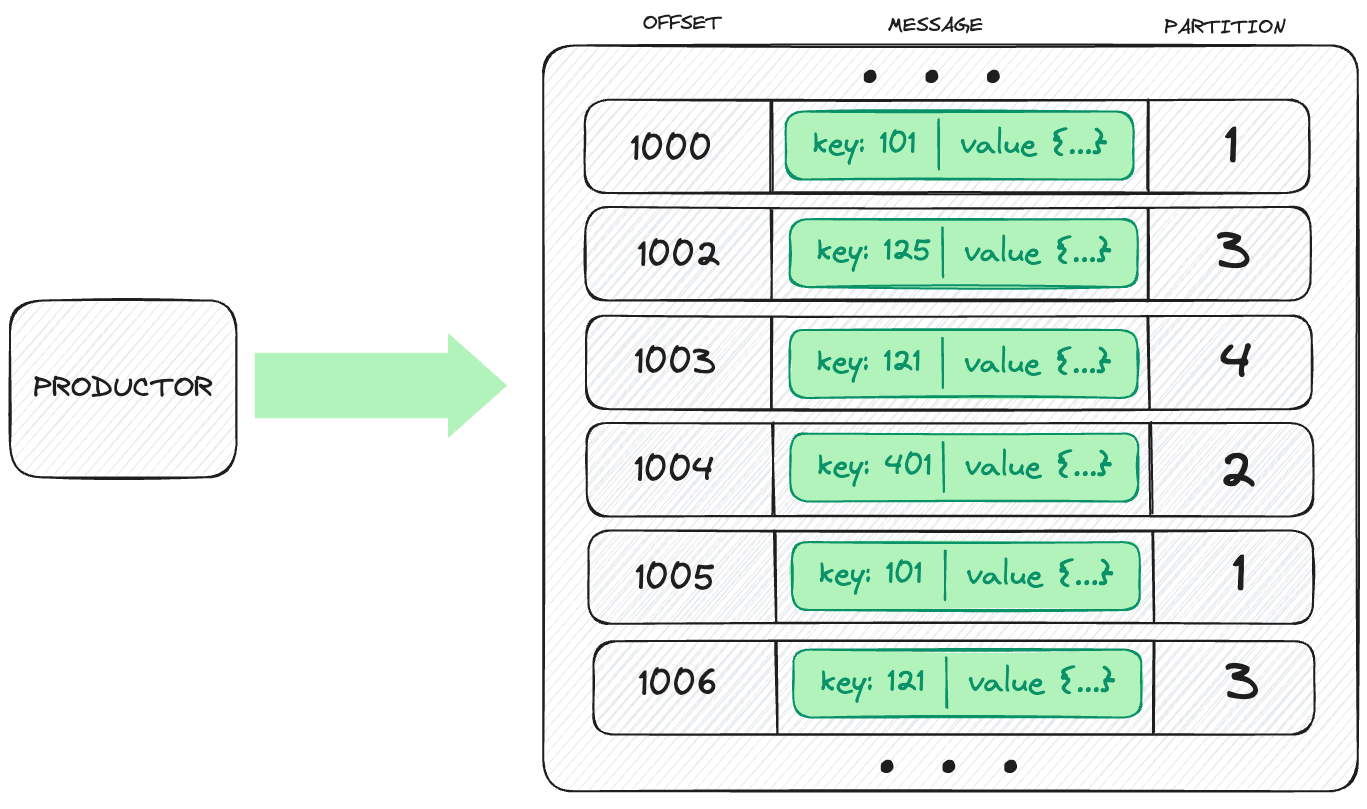 OFFSET MESSAGE PARTITION
1000 key: 101 value {...} 1
1002 key: 125 value {...} 3
1003 key: 121 value {...} 4
PRODUCTOR
1004 key: 401 value {...} 2
1005 key: 101 value {...} 1
1006 key: 121 value {...} 3